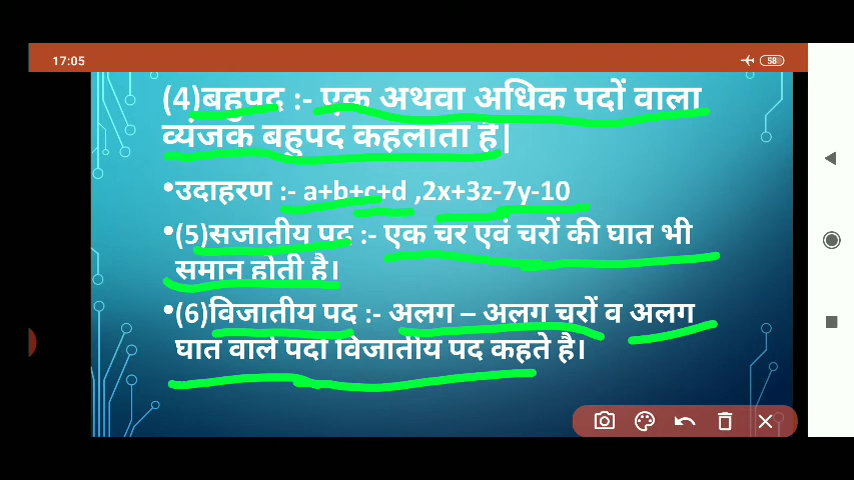 17:05
58
(4)बहुपद :- एक अथवा अधिक पदों वाला
व्यंजक बहुपद कहलाता है|
•उदाहरण :- a+b+c+d ,2x+3z-7y-10
•(5)सजातीय पद :- एक चर एवं चरों की घात भी
समान होती है।
•(6)विजातीय पद :- अलग – अलग चरों व अलग
घात वाले पदों विजातीय पद कहते है।